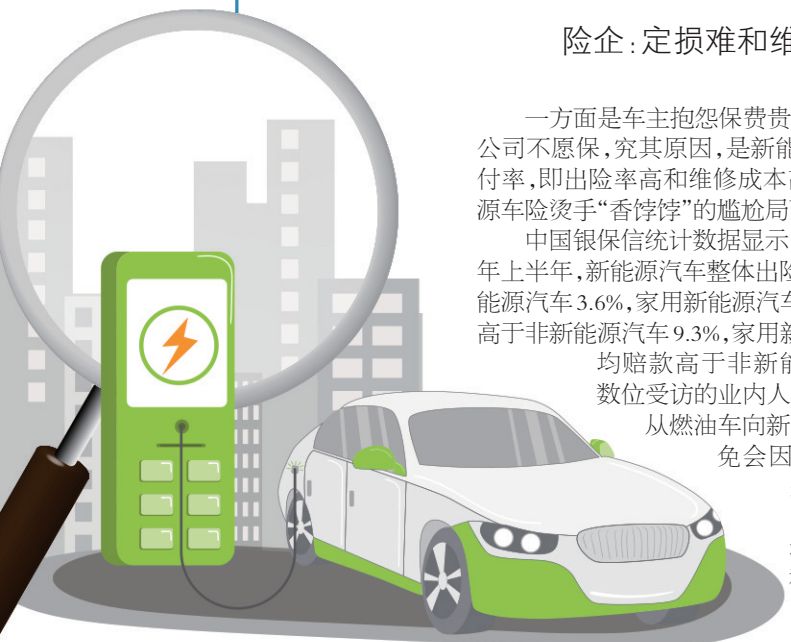 险企:定损难和维
一方面是车主抱怨保费贵
公司不愿保,究其原因,是新能
付率,即出险率高和维修成本高
源车险烫手“香饽饽”的尴尬局
中国银保信统计数据显示
年上半年,新能源汽车整体出险
能源汽车3.6%,家用新能源汽车
高于非新能源汽车9.3%,家用新
均赔款高于非新能
数位受访的业内人
从燃油车向新
免会因